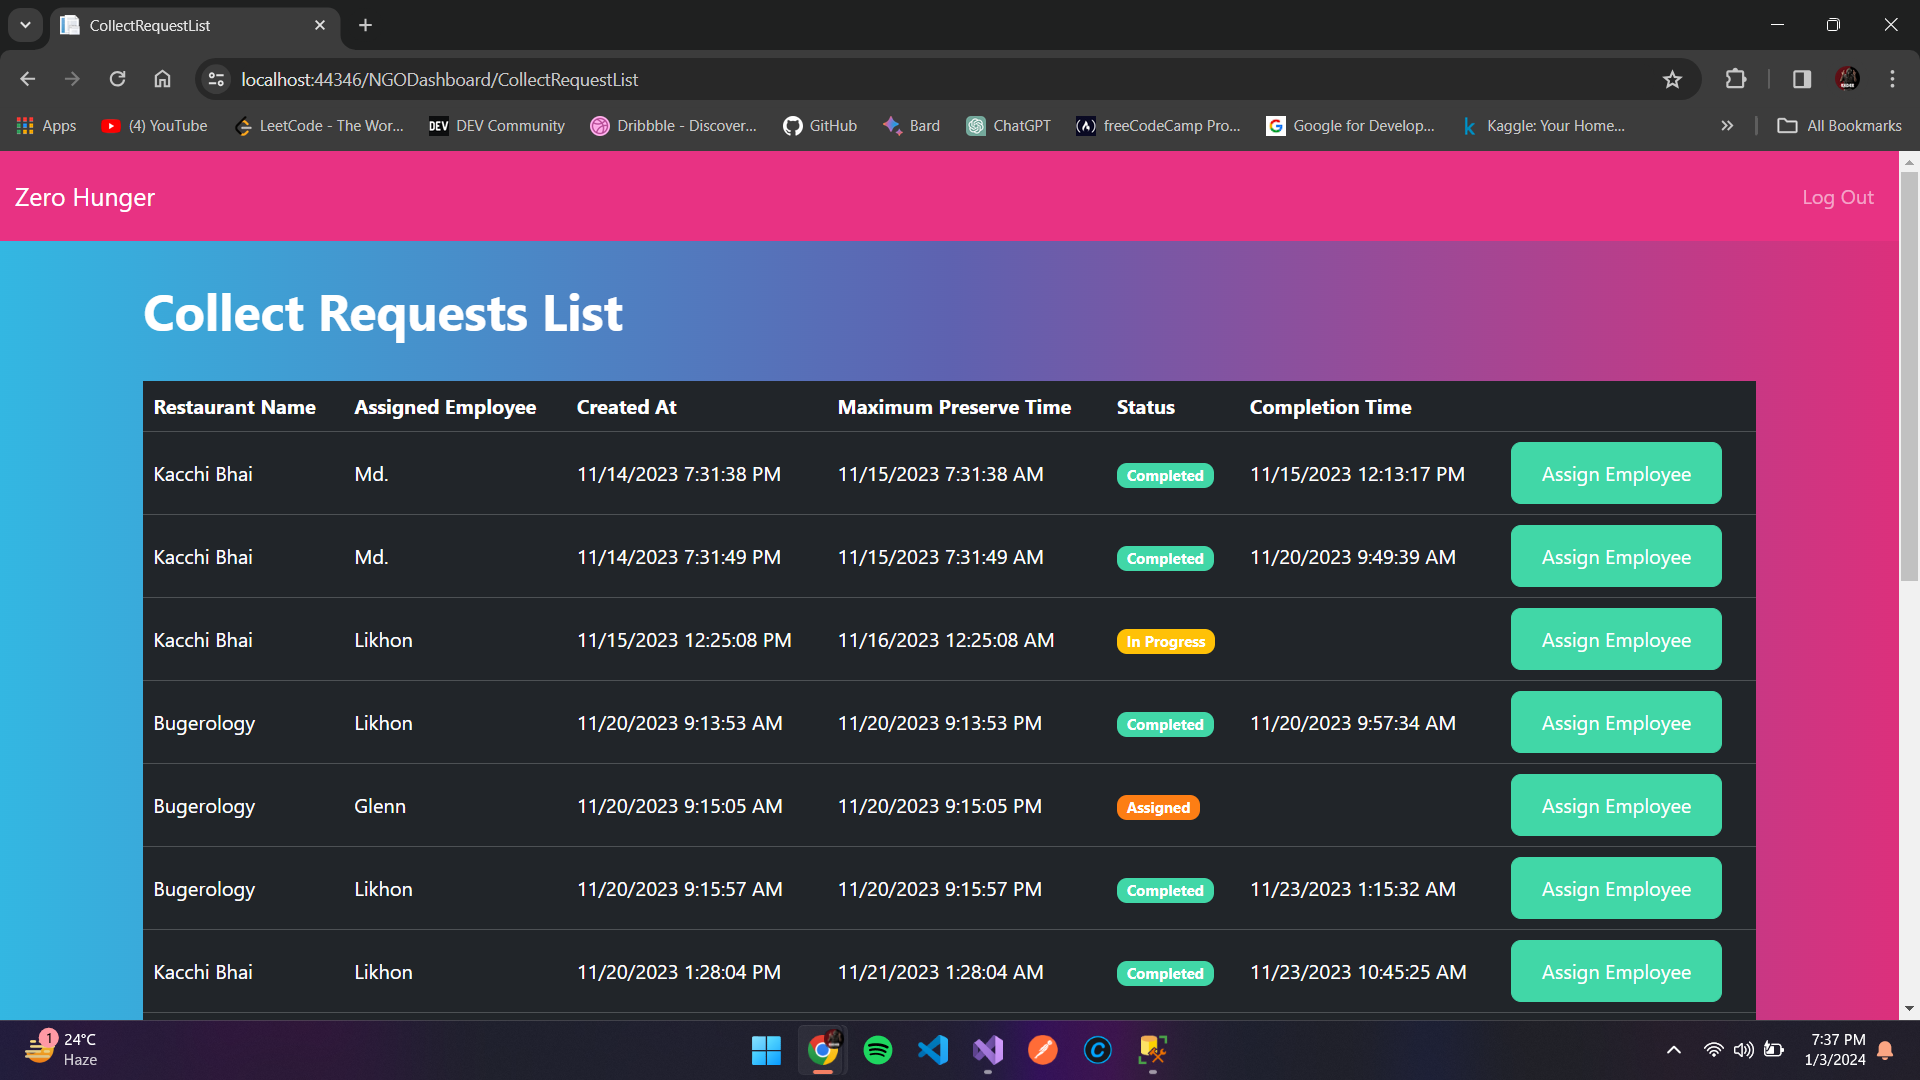 CollectRequestList
localhost:44346/NGODashboard/CollectRequestList
Apps (4) YouTube LeetCode - The Wor... DEV DEV Community Dribbble - Discover... GitHub Bard ChatGPT freeCodeCamp Pro... Google for Develop... Kaggle: Your Home... All Bookmarks
Zero Hunger Log Out
Collect Requests List
Restaurant Name Assigned Employee Created At Maximum Preserve Time Status Completion Time
Kacchi Bhai Md. 11/14/2023 7:31:38 PM 11/15/2023 7:31:38 AM Completed 11/15/2023 12:13:17 PM Assign Employee
Kacchi Bhai Md. 11/14/2023 7:31:49 PM 11/15/2023 7:31:49 AM Completed 11/20/2023 9:49:39 AM Assign Employee
Kacchi Bhai Likhon 11/15/2023 12:25:08 PM 11/16/2023 12:25:08 AM In Progress Assign Employee
Bugerology Likhon 11/20/2023 9:13:53 AM 11/20/2023 9:13:53 PM Completed 11/20/2023 9:57:34 AM Assign Employee
Bugerology Glenn 11/20/2023 9:15:05 AM 11/20/2023 9:15:05 PM Assigned Assign Employee
Bugerology Likhon 11/20/2023 9:15:57 AM 11/20/2023 9:15:57 PM Completed 11/23/2023 1:15:32 AM Assign Employee
Kacchi Bhai Likhon 11/20/2023 1:28:04 PM 11/21/2023 1:28:04 AM Completed 11/23/2023 10:45:25 AM Assign Employee
1 24°C 7:37 PM
Haze 1/3/2024